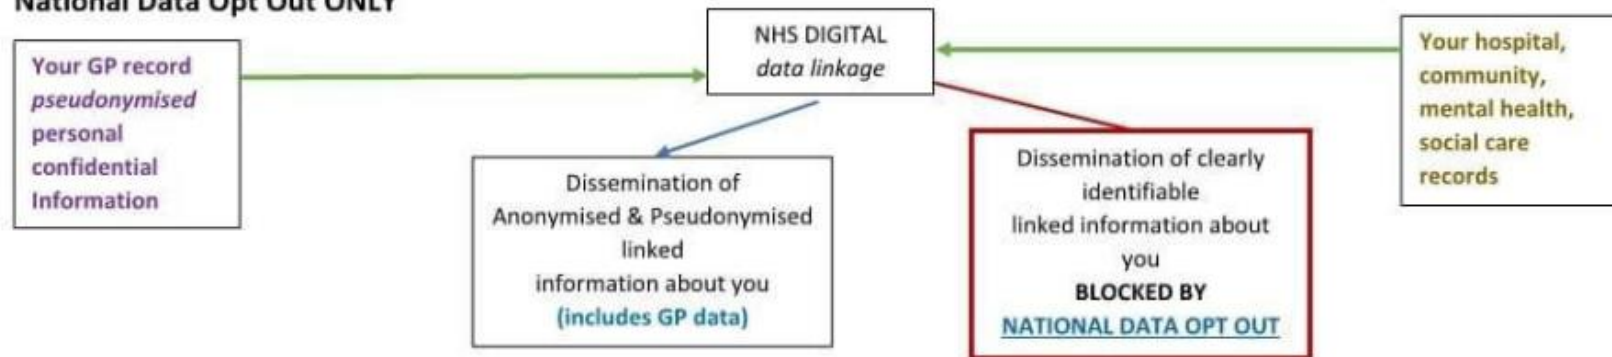 National Data Opt Out ONLY
Your GP record
pseudonymised
personal
confidential
Information
NHS DIGITAL
data linkage
Your hospital,
community,
mental health,
social care
records
Dissemination of
Anonymised & Pseudonymised
linked
information about you
(includes GP data)
Dissemination of clearly
identifiable
linked information about
you
BLOCKED BY
NATIONAL DATA OPT OUT